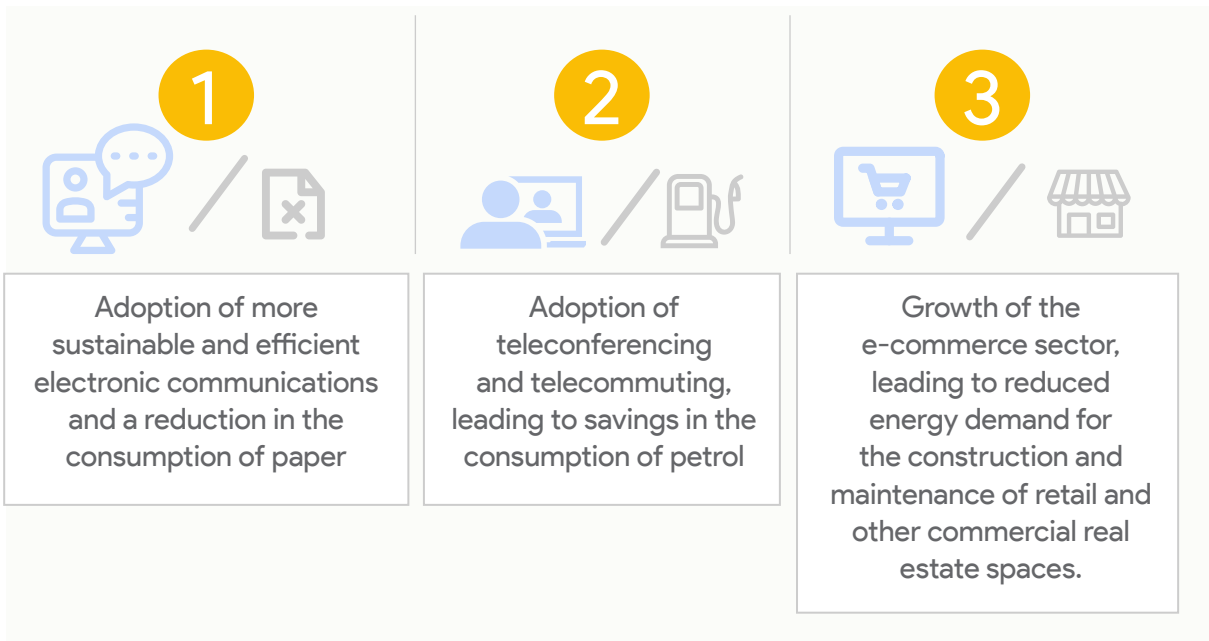 1
Adoption of more
sustainable and efficient
electronic communications
and a reduction in the
consumption of paper
2
Adoption of
teleconferencing
and telecommuting,
leading to savings in the
consumption of petrol
3
Growth of the
e-commerce sector,
leading to reduced
energy demand for
the construction and
maintenance of retail and
other commercial real
estate spaces.